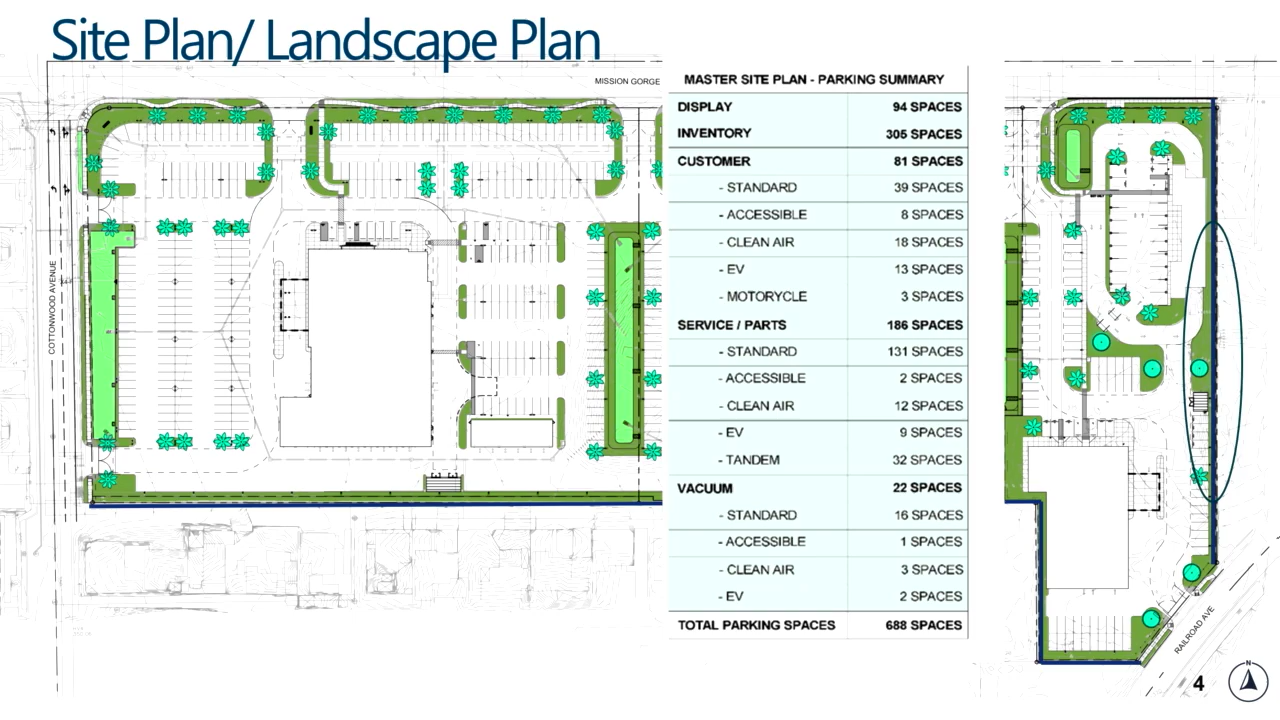 Site Plan/ Landscape Plan
MISSION GORGE
COTTONWOOD AVENUE
MASTER SITE PLAN - PARKING SUMMARY
DISPLAY 94 SPACES
INVENTORY 305 SPACES
CUSTOMER 81 SPACES
- STANDARD 39 SPACES
- ACCESSIBLE 8 SPACES
- CLEAN AIR 18 SPACES
- EV 13 SPACES
- MOTORYCLE 3 SPACES
SERVICE / PARTS 186 SPACES
- STANDARD 131 SPACES
- ACCESSIBLE 2 SPACES
- CLEAN AIR 12 SPACES
- EV 9 SPACES
- TANDEM 32 SPACES
VACUUM 22 SPACES
- STANDARD 16 SPACES
- ACCESSIBLE 1 SPACES
- CLEAN AIR 3 SPACES
- EV 2 SPACES
TOTAL PARKING SPACES 688 SPACES
RAILROAD AVE
4
N